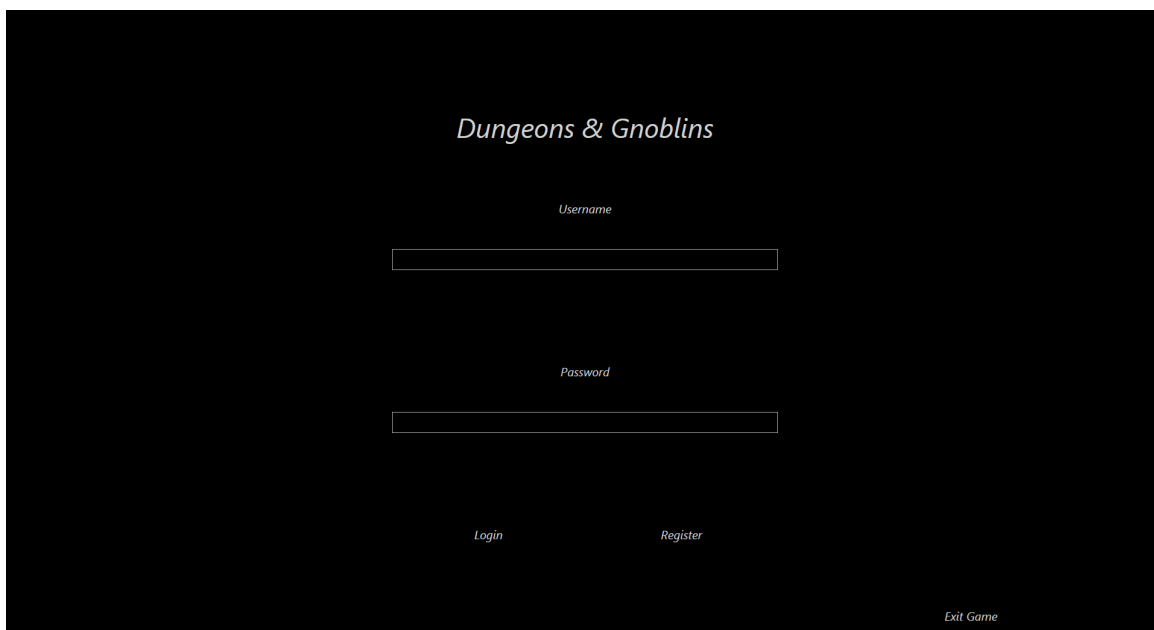 Dungeons & Gnoblins
Username
Password
Login Register
Exit Game